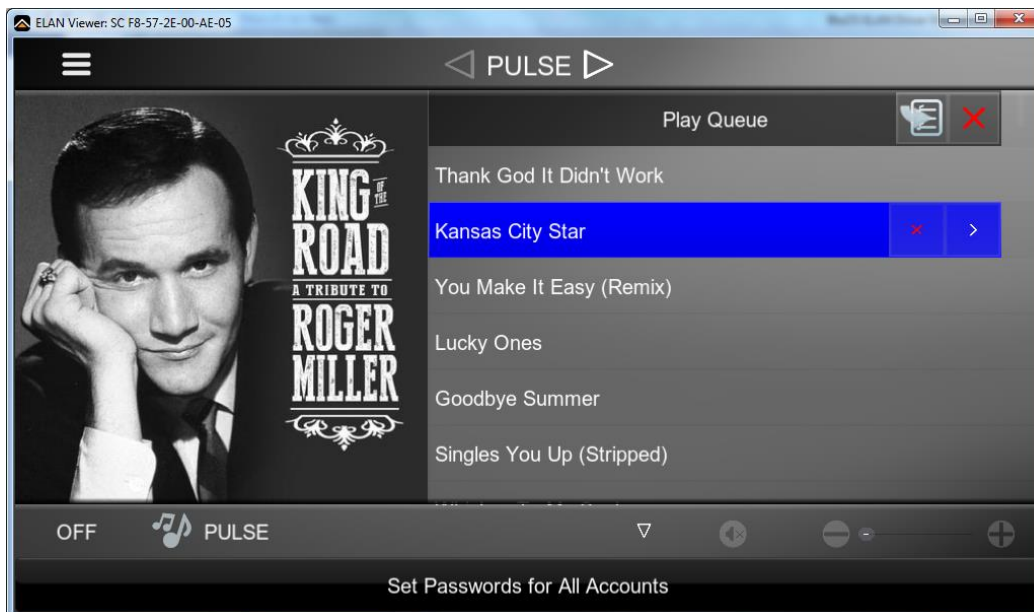 ELAN Viewer: SC F8-57-2E-00-AE-05
PULSE
KING OF THE
ROAD
A TRIBUTE TO
ROGER
MILLER
Play Queue
Thank God It Didn't Work
Kansas City Star
You Make It Easy (Remix)
Lucky Ones
Goodbye Summer
Singles You Up (Stripped)
OFF PULSE
Set Passwords for All Accounts